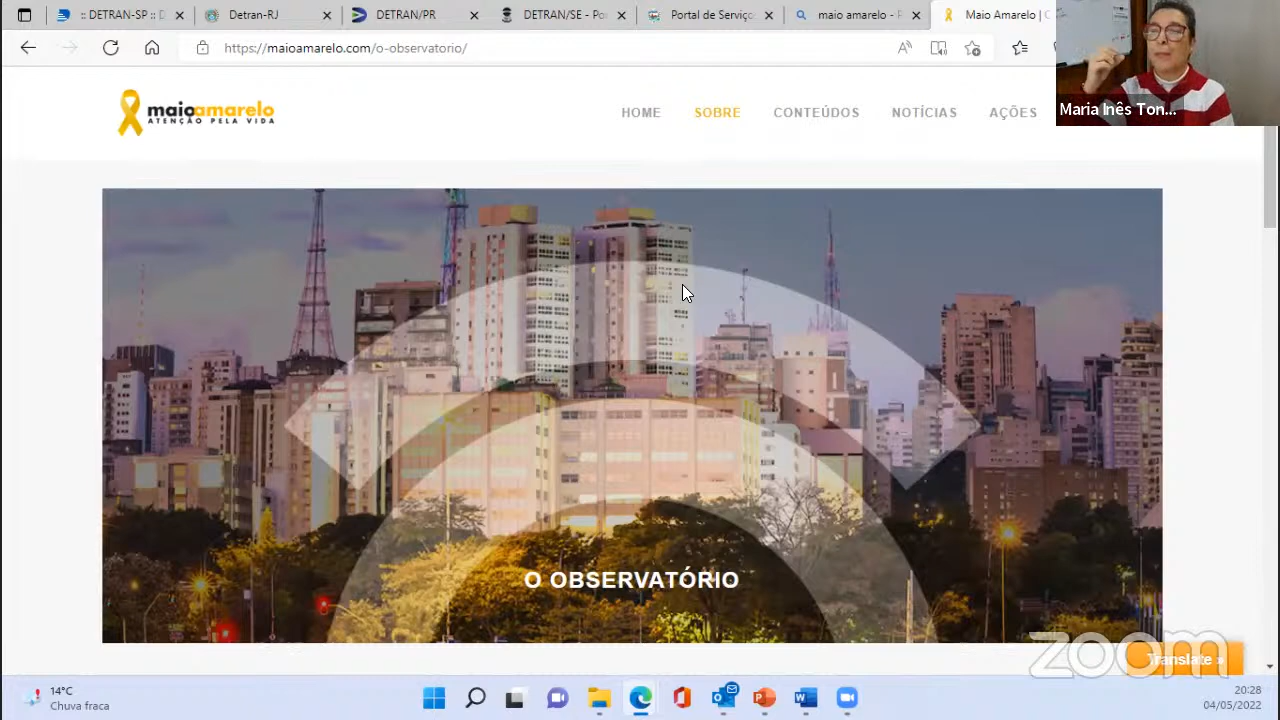 DETRAN - SP
Detran-RJ
DETRAN/RS
DETRAN/SE - Po
Portal de Serviço
maio amarelo - 
Maio Amarelo | 
https://maioamarelo.com/o-observatorio/
maioamarelo
ATENÇÃO PELA VIDA
HOME
SOBRE
CONTEÚDOS
NOTÍCIAS
AÇÕES
Maria Inês Ton...
O OBSERVATÓRIO
zoom
Translate »
14°C
Chuva fraca
20:28
04/05/2022